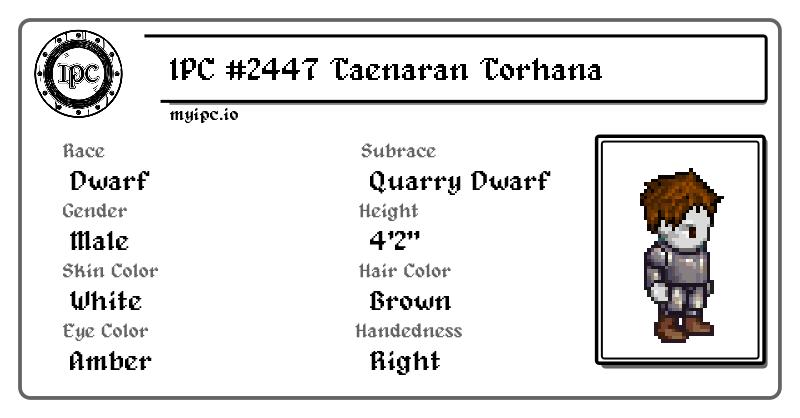 IPC
IPC #2447 Taenaran Torhana
myipc.io
Race
Dwarf
Subrace
Quarry Dwarf
Gender
Male
Height
4'2"
Skin Color
White
Hair Color
Brown
Eye Color
Amber
Handedness
Right